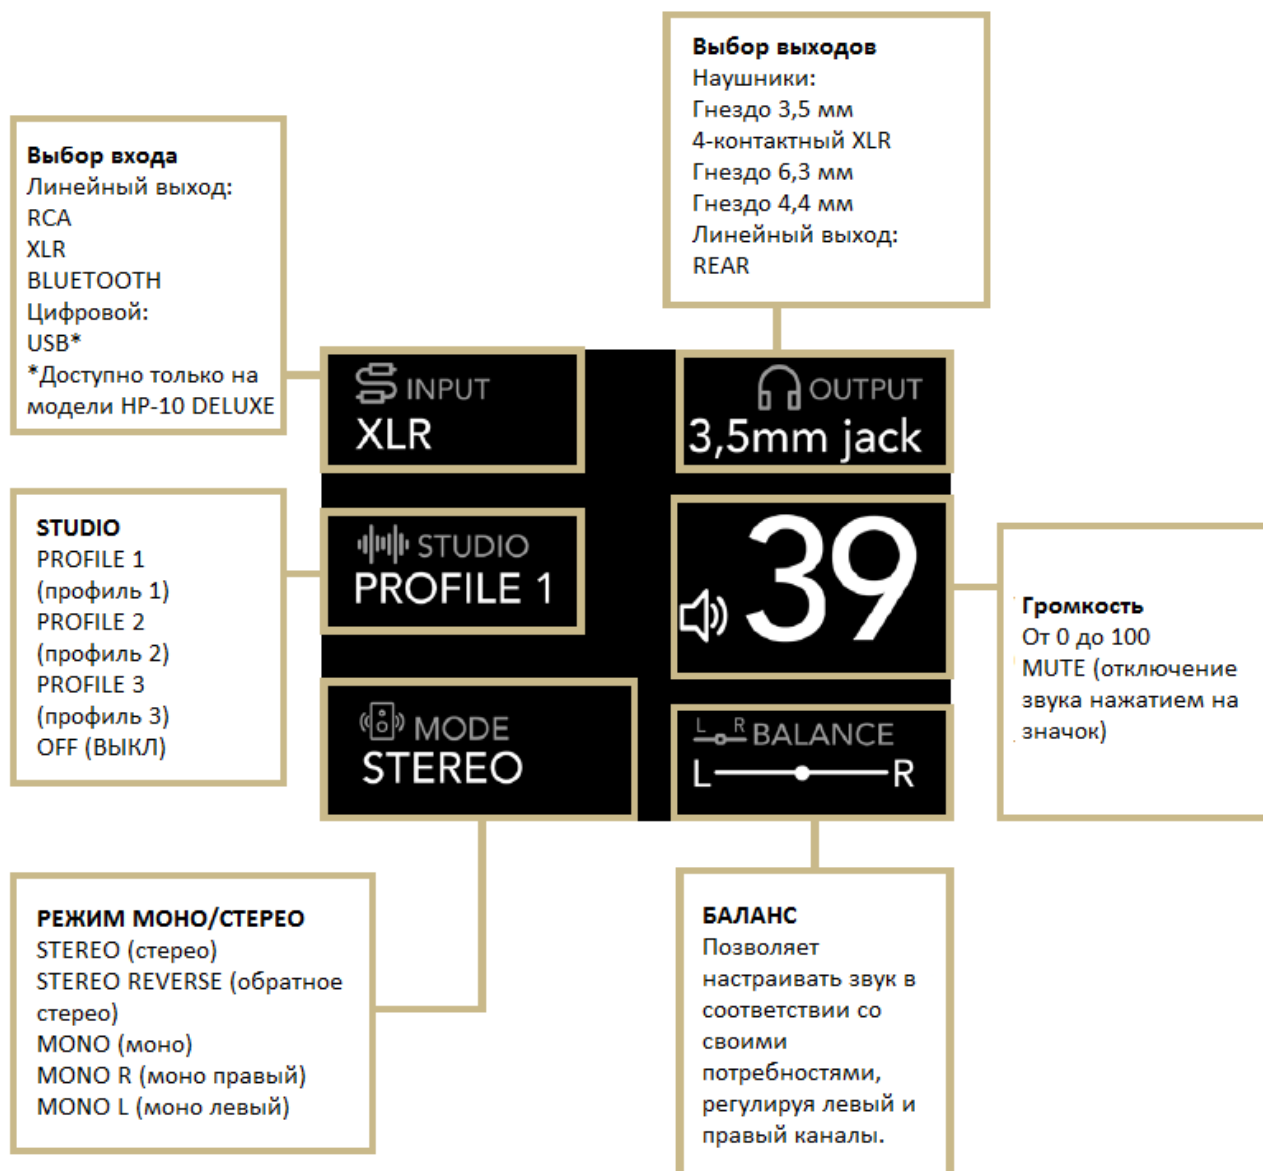 Выбор выходов
Наушники:
Гнездо 3,5 мм
4-контактный XLR
Гнездо 6,3 мм
Гнездо 4,4 мм
Линейный выход:
REAR
Выбор входа
Линейный выход:
RCA
XLR
BLUETOOTH
Цифровой:
USB*
*Доступно только на
модели HP-10 DELUXE
INPUT
XLR
OUTPUT
3,5mm jack
STUDIO
PROFILE 1
(профиль 1)
PROFILE 2
(профиль 2)
PROFILE 3
(профиль 3)
OFF (ВЫКЛ)
STUDIO
PROFILE 1
39
Громкость
От 0 до 100
MUTE (отключение
звука нажатием на
значок)
MODE
STEREO
L R BALANCE
L R
РЕЖИМ МОНО/СТЕРЕО
STEREO (стерео)
STEREO REVERSE (обратное
стерео)
MONO (моно)
MONO R (моно правый)
MONO L (моно левый)
БАЛАНС
Позволяет
настраивать звук в
соответствии со
своими
потребностями,
регулируя левый и
правый каналы.